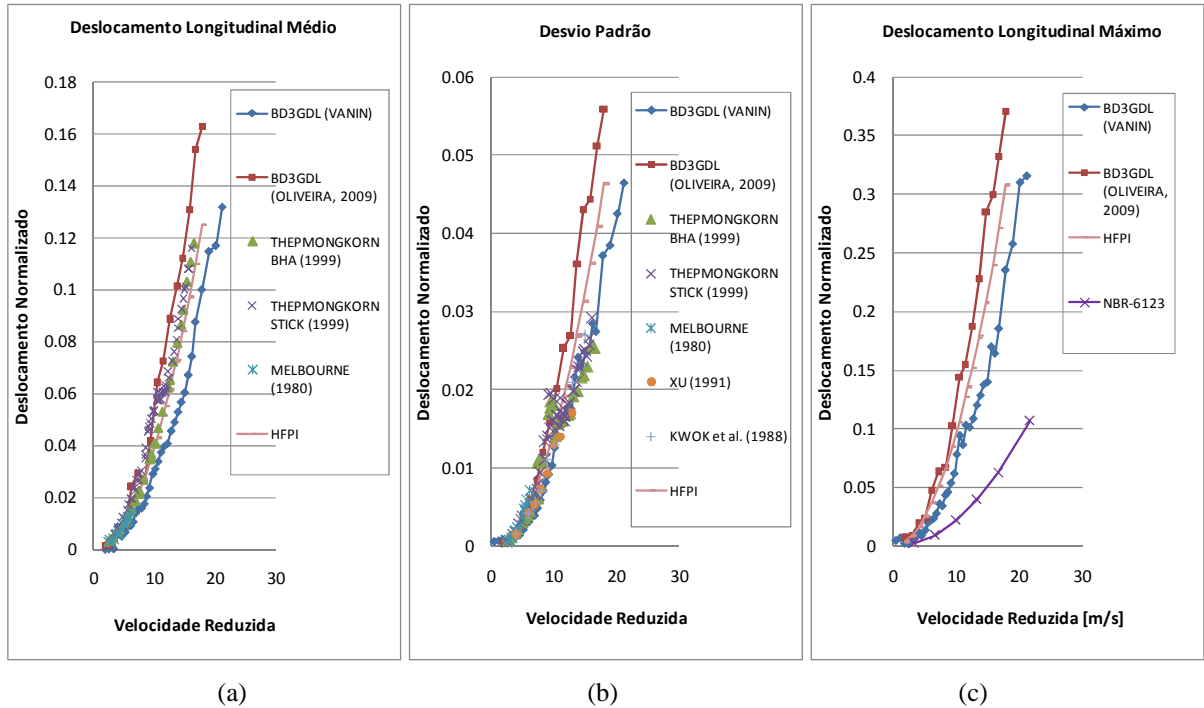 Deslocamento Longitudinal Médio
Deslocamento Normalizado
0.18
0.16
0.14
0.12
0.1
0.08
0.06
0.04
0.02
0
0 10 20 30
Velocidade Reduzida
BD3GDL (VANIN)
BD3GDL
(OLIVEIRA, 2009)
THEPMONGKORN
BHA (1999)
THEPMONGKORN
STICK (1999)
MELBOURNE
(1980)
HFPI
(a)
Desvio Padrão
Deslocamento Normalizado
0.06
0.05
0.04
0.03
0.02
0.01
0
0 10 20 30
Velocidade Reduzida
BD3GDL (VANIN)
BD3GDL
(OLIVEIRA, 2009)
THEPMONGKORN
BHA (1999)
THEPMONGKORN
STICK (1999)
MELBOURNE
(1980)
XU (1991)
KWOK et al. (1988)
HFPI
(b)
Deslocamento Longitudinal Máximo
Deslocamento Normalizado
0.4
0.35
0.3
0.25
0.2
0.15
0.1
0.05
0
0 10 20 30
Velocidade Reduzida [m/s]
BD3GDL
(VANIN)
BD3GDL
(OLIVEIRA,
2009)
HFPI
NBR-6123
(c)